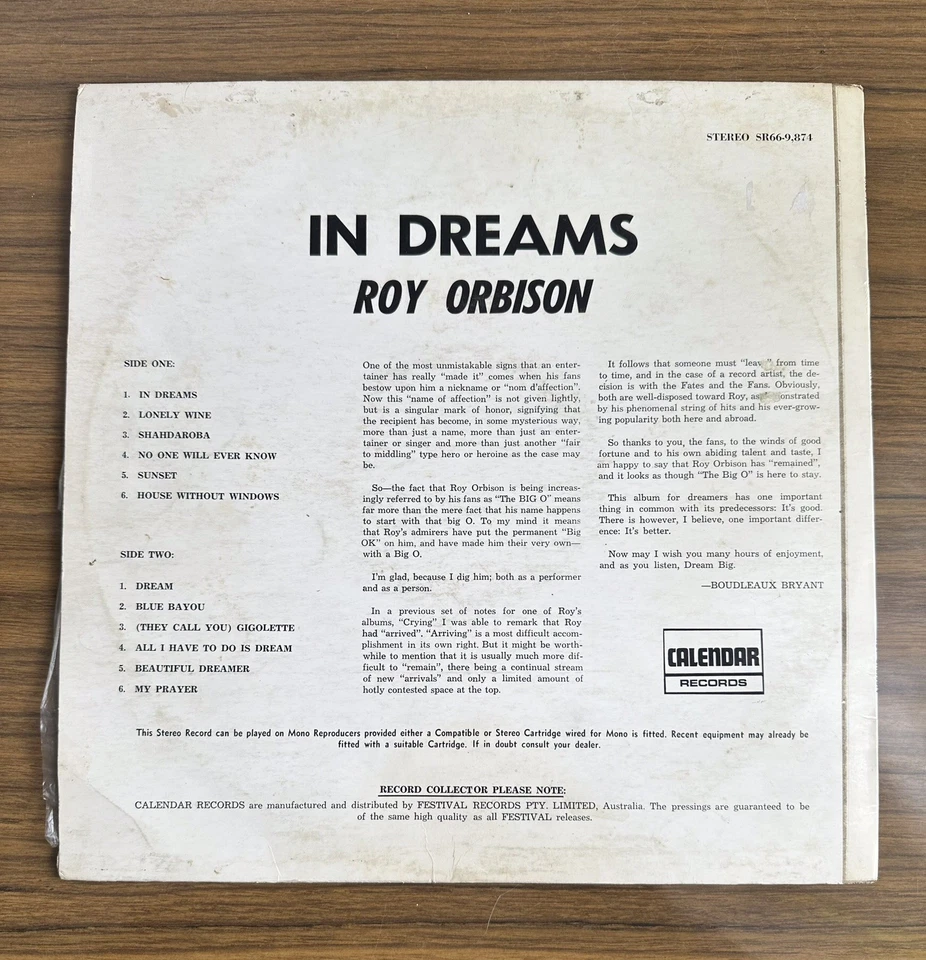 STEREO SR66-9,874
IN DREAMS
ROY ORBISON
SIDE ONE:
1. IN DREAMS
2. LONELY WINE
3. SHAHDAROBA
4. NO ONE WILL EVER KNOW
5. SUNSET
6. HOUSE WITHOUT WINDOWS
SIDE TWO:
1. DREAM
2. BLUE BAYOU
3. (THEY CALL YOU) GIGOLETTE
4. ALL I HAVE TO DO IS DREAM
5. BEAUTIFUL DREAMER
6. MY PRAYER
One of the most unmistakable signs that an enter-
tainer has really "made it" comes when his fans
bestow upon him a nickname or "nom d'affection".
Now this "name of affection" is not given lightly,
but is a singular mark of honor, signifying that
the recipient has become, in some mysterious way,
more than just a name, more than just an enter-
tainer or singer and more than just another "fair
to middling" type hero or heroine as the case may
be.
So—the fact that Roy Orbison is being increas-
ingly referred to by his fans as "The BIG O" means
far more than the mere fact that his name happens
to start with that big O. To my mind it means
that Roy's admirers have put the permanent "Big
OK" on him, and have made him their very own—
with a Big O.
I'm glad, because I dig him; both as a performer
and as a person.
In a previous set of notes for one of Roy's
albums, "Crying" I was able to remark that Roy
had "arrived". "Arriving" is a most difficult accom-
plishment in its own right. But it might be worth-
while to mention that it is usually much more dif-
ficult to "remain", there being a continual stream
of new "arrivals" and only a limited amount of
hotly contested space at the top.
It follows that someone must "leav " from time
to time, and in the case of a record artist, the de-
cision is with the Fates and the Fans. Obviously,
both are well-disposed toward Roy, as onstrated
by his phenomenal string of hits and his ever-grow-
ing popularity both here and abroad.
So thanks to you, the fans, to the winds of good
fortune and to his own abiding talent and taste, I
am happy to say that Roy Orbison has "remained",
and it looks as though "The Big O" is here to stay.
This album for dreamers has one important
thing in common with its predecessors: It's good.
There is however, I believe, one important differ-
ence: It's better.
Now may I wish you many hours of enjoyment,
and as you listen, Dream Big.
—BOUDLEAUX BRYANT
CALENDAR
RECORDS
This Stereo Record can be played on Mono Reproducers provided either a Compatible or Stereo Cartridge wired for Mono is fitted. Recent equipment may already be
fitted with a suitable Cartridge. If in doubt consult your dealer.
RECORD COLLECTOR PLEASE NOTE:
CALENDAR RECORDS are manufactured and distributed by FESTIVAL RECORDS PTY. LIMITED, Australia. The pressings are guaranteed to be
of the same high quality as all FESTIVAL releases.